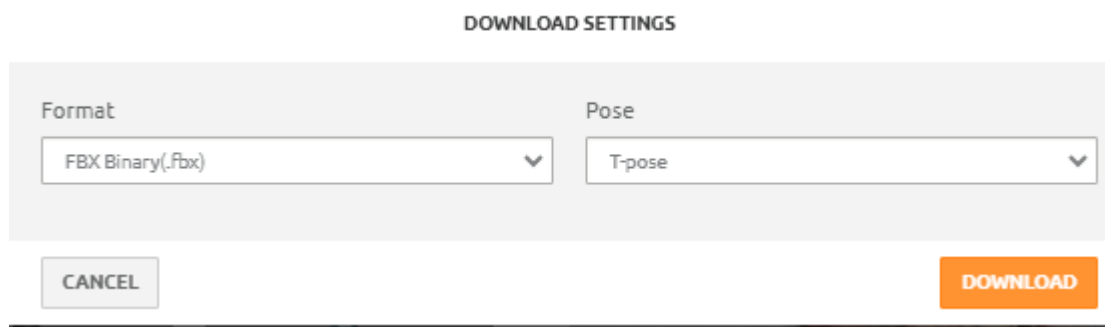 DOWNLOAD SETTINGS
Format
Pose
FBX Binary(.fbx)
T-pose
CANCEL
DOWNLOAD